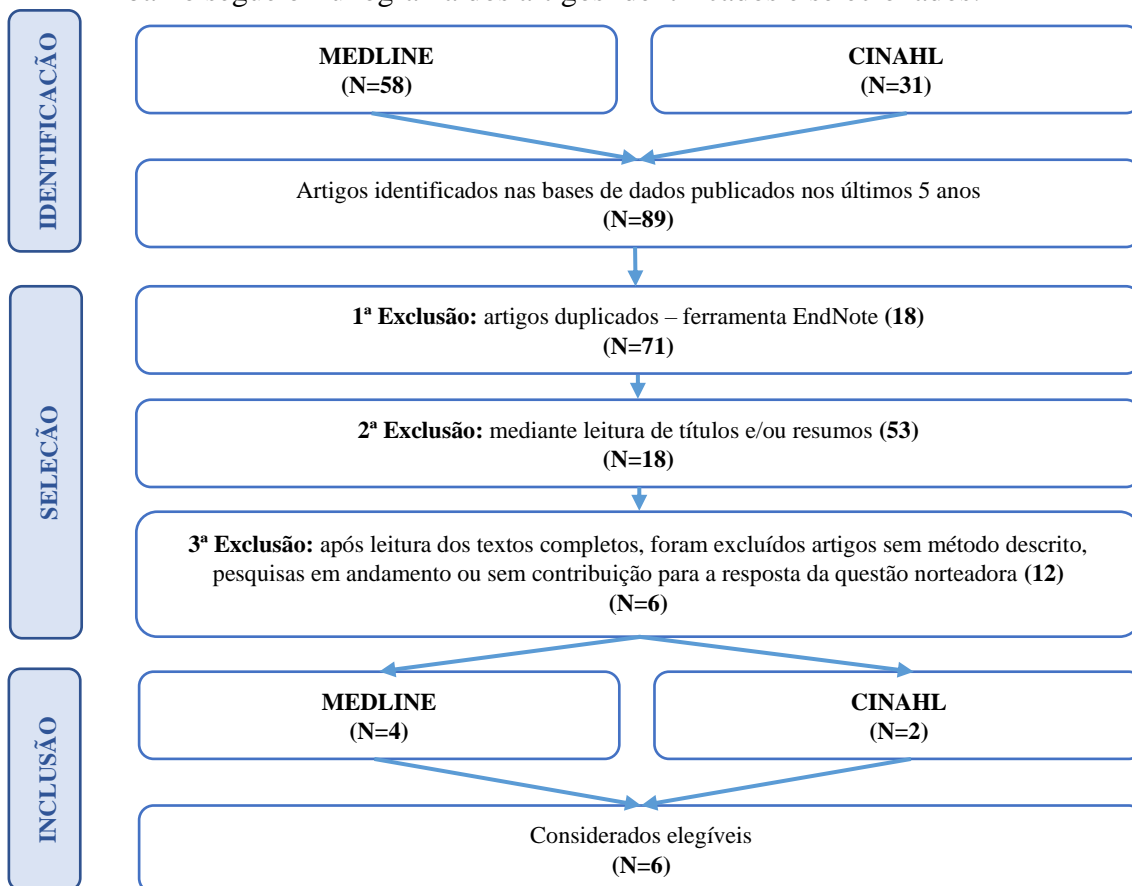 IDENTIFICAÇÃO
MEDLINE
(N=58)
CINAHL
(N=31)
Artigos identificados nas bases de dados publicados nos últimos 5 anos
(N=89)
SELEÇÃO
1ª Exclusão: artigos duplicados – ferramenta EndNote (18)
(N=71)
2ª Exclusão: mediante leitura de títulos e/ou resumos (53)
(N=18)
3ª Exclusão: após leitura dos textos completos, foram excluídos artigos sem método descrito,
pesquisas em andamento ou sem contribuição para a resposta da questão norteadora (12)
(N=6)
INCLUSÃO
MEDLINE
(N=4)
CINAHL
(N=2)
Considerados elegíveis
(N=6)